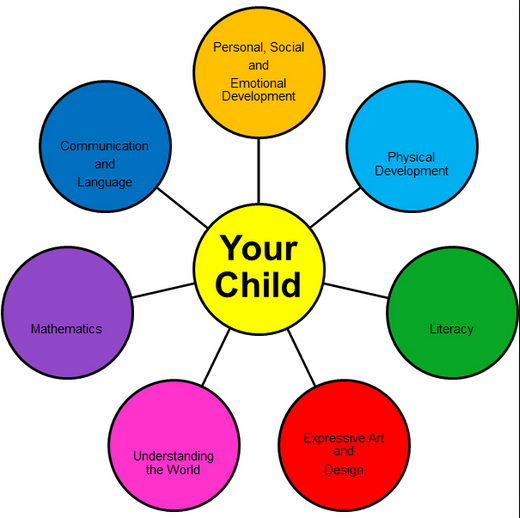 Personal, Social
and
Emotional
Development
Communication
and
Language
Physical
Development
Your
Child
Mathematics
Literacy
Understanding
the World
Expressive Art
and
Design